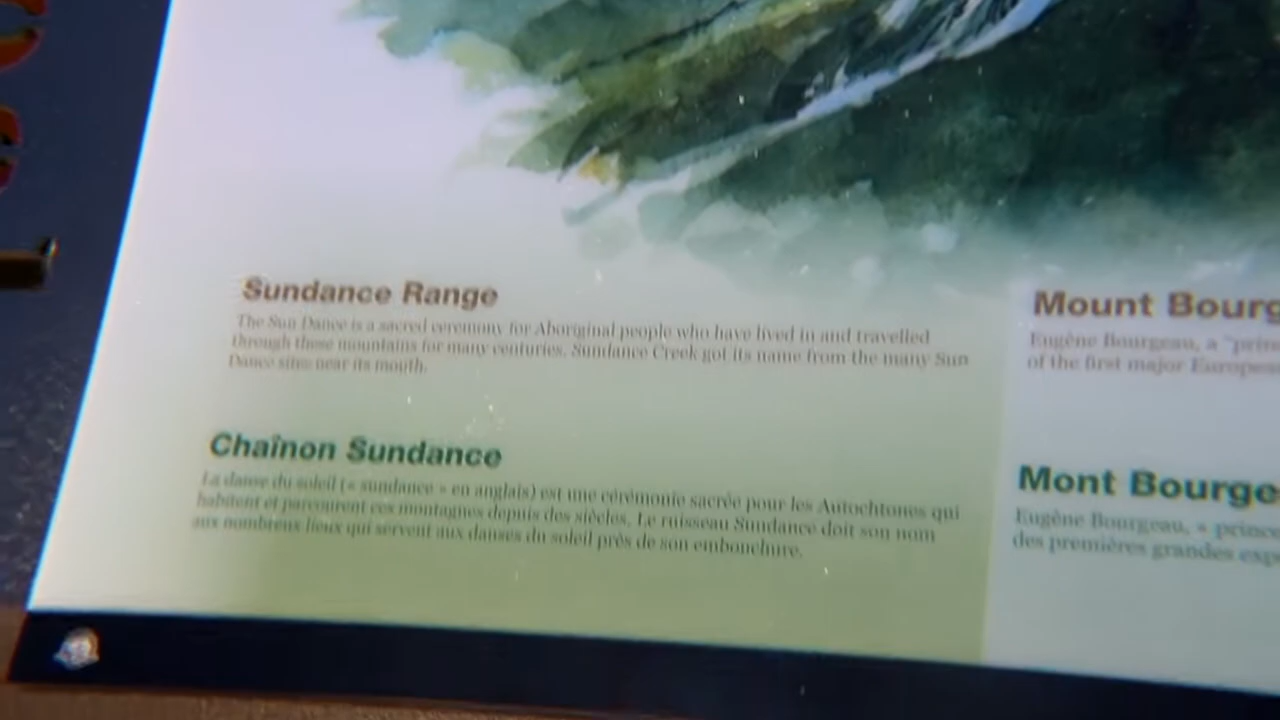 Sundance Range
The Sun Dance is a sacred ceremony for Aboriginal people who have lived in and travelled
through these mountains for many centuries. Sundance Creek got its name from the many Sun
Dance sites near its mouth.
Chaînon Sundance
La danse du soleil (« sundance » en anglais) est une cérémonie sacrée pour les Autochtones qui
habitent et parcourent ces montagnes depuis des siècles. Le ruisseau Sundance doit son nom
aux nombreux lieux qui servent aux danses du soleil près de son embouchure.
Mount Bourg
Eugène Bourgeau, a "prin
of the first major European
Mont Bourge
Eugène Bourgeau, « prince
des premières grandes exp